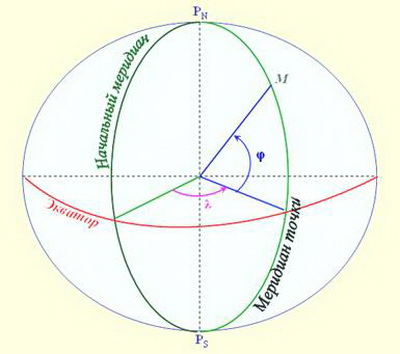 P_N
Начальный меридиан
M
φ
λ
Экватор
Меридиан точки
P_S